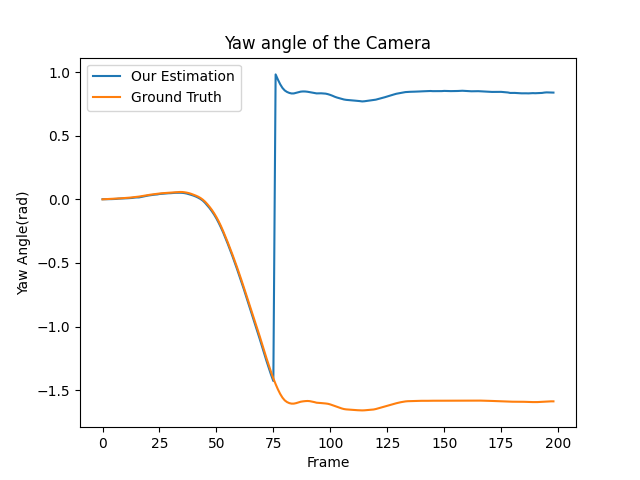 Yaw angle of the Camera
Our Estimation
Ground Truth
1.0
0.5
0.0
−0.5
−1.0
−1.5
Yaw Angle(rad)
0 25 50 75 100 125 150 175 200
Frame